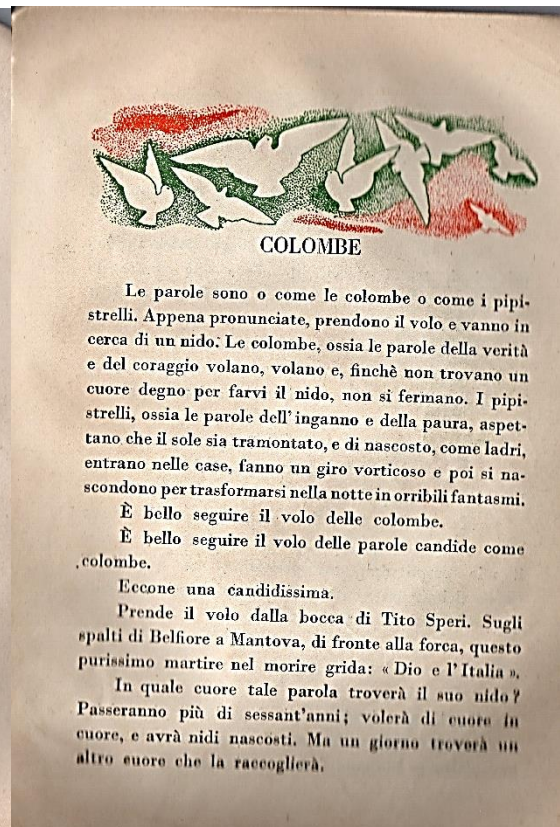 COLOMBE
Le parole sono o come le colombe o come i pipi-
strelli. Appena pronunciate, prendono il volo e vanno in
cerca di un nido. Le colombe, ossia le parole della verità
e del coraggio volano, volano e, finchè non trovano un
cuore degno per farvi il nido, non si fermano. I pipi-
strelli, ossia le parole dell'inganno e della paura, aspet-
tano che il sole sia tramontato, e di nascosto, come ladri,
entrano nelle case, fanno un giro vorticoso e poi si na-
scondono per trasformarsi nella notte in orribili fantasmi.
È bello seguire il volo delle colombe.
È bello seguire il volo delle parole candide come
colombe.
Eccone una candidissima.
Prende il volo dalla bocca di Tito Speri. Sugli
spalti di Belfiore a Mantova, di fronte alla forca, questo
purissimo martire nel morire grida: « Dio e l'Italia ».
In quale cuore tale parola troverà il suo nido?
Passeranno più di sessant'anni; volerà di cuore in
cuore, e avrà nidi nascosti. Ma un giorno troverà un
altro cuore che la raccoglierà.